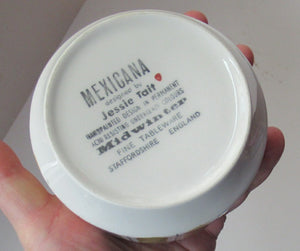 MEXICANA
designed by
Jessie Tait
HANDPAINTED DESIGN IN PERMANENT
ACID RESISTING UNDERGLAZE COLOURS
Midwinter
FINE TABLEWARE
STAFFORDSHIRE ENGLAND